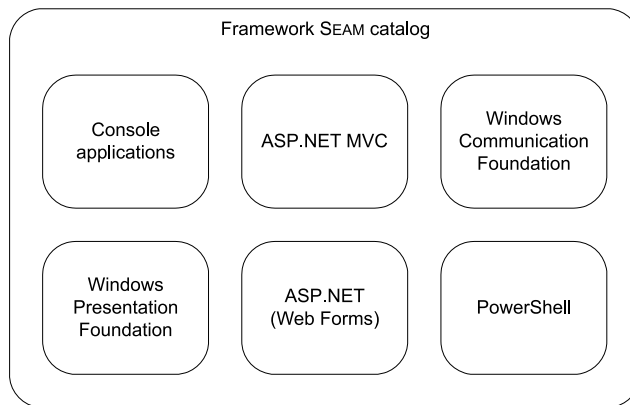 Framework SEAM catalog
Console
applications
ASP.NET MVC
Windows
Communication
Foundation
Windows
Presentation
Foundation
ASP.NET
(Web Forms)
PowerShell